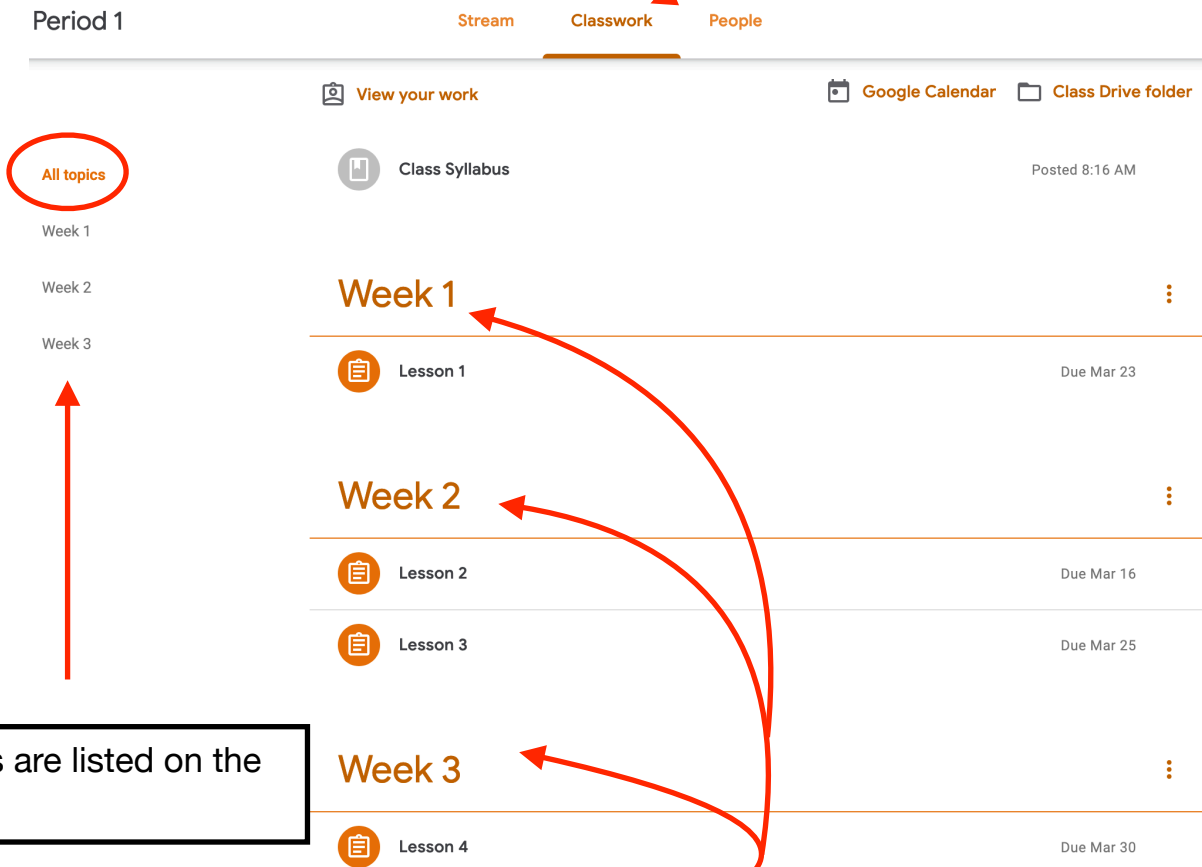 Period 1
Stream Classwork People
View your work Google Calendar Class Drive folder
All topics
Week 1
Week 2
Week 3
Class Syllabus Posted 8:16 AM
Week 1
Lesson 1 Due Mar 23
Week 2
Lesson 2 Due Mar 16
Lesson 3 Due Mar 25
Week 3
Lesson 4 Due Mar 30
s are listed on the